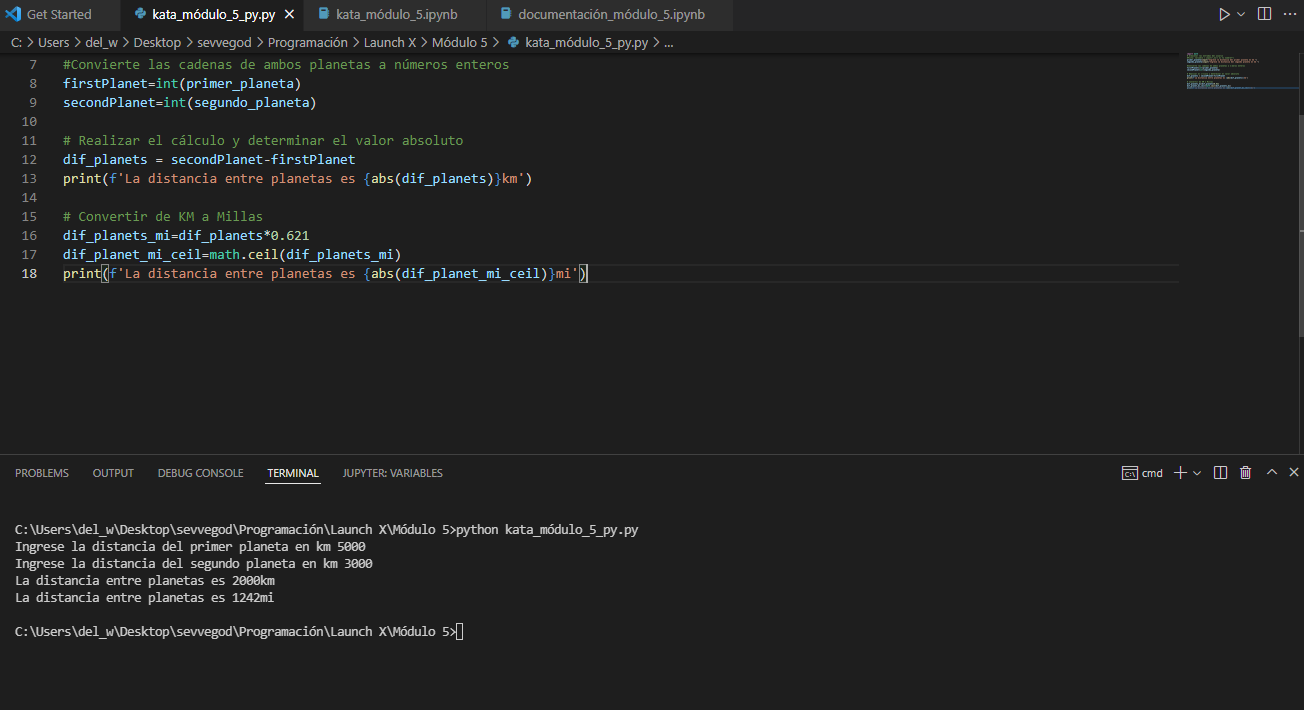 Get Started kata_módulo_5_py.py kata_módulo_5.ipynb documentación_módulo_5.ipynb
C: > Users > del_w > Desktop > sevvegod > Programación > Launch X > Módulo 5 > kata_módulo_5_py.py > ...
7 #Convierte las cadenas de ambos planetas a números enteros
8 firstPlanet=int(primer_planeta)
9 secondPlanet=int(segundo_planeta)
10
11 # Realizar el cálculo y determinar el valor absoluto
12 dif_planets = secondPlanet-firstPlanet
13 print(f'La distancia entre planetas es {abs(dif_planets)}km')
14
15 # Convertir de KM a Millas
16 dif_planets_mi=dif_planets*0.621
17 dif_planet_mi_ceil=math.ceil(dif_planets_mi)
18 print(f'La distancia entre planetas es {abs(dif_planet_mi_ceil)}mi')
PROBLEMS OUTPUT DEBUG CONSOLE TERMINAL JUPYTER: VARIABLES cmd
C:\Users\del_w\Desktop\sevvegod\Programación\Launch X\Módulo 5>python kata_módulo_5_py.py
Ingrese la distancia del primer planeta en km 5000
Ingrese la distancia del segundo planeta en km 3000
La distancia entre planetas es 2000km
La distancia entre planetas es 1242mi
C:\Users\del_w\Desktop\sevvegod\Programación\Launch X\Módulo 5>